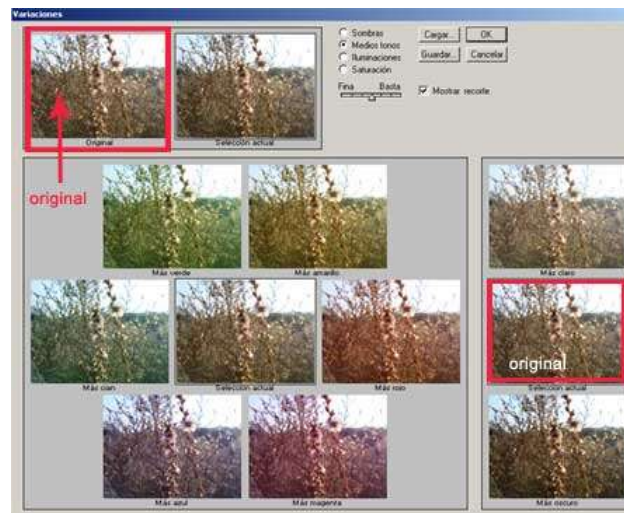 Variaciones
Sombras
Medios tonos
Iluminaciones
Saturación
Cargar...
OK
Guardar...
Cancelar
Fina
Basta
Mostrar recorte
Original
Selección actual
original
Más verde
Más amarillo
Más claro
Más cian
Selección actual
Más rojo
original
Selección actual
Más azul
Más magenta
Más oscuro